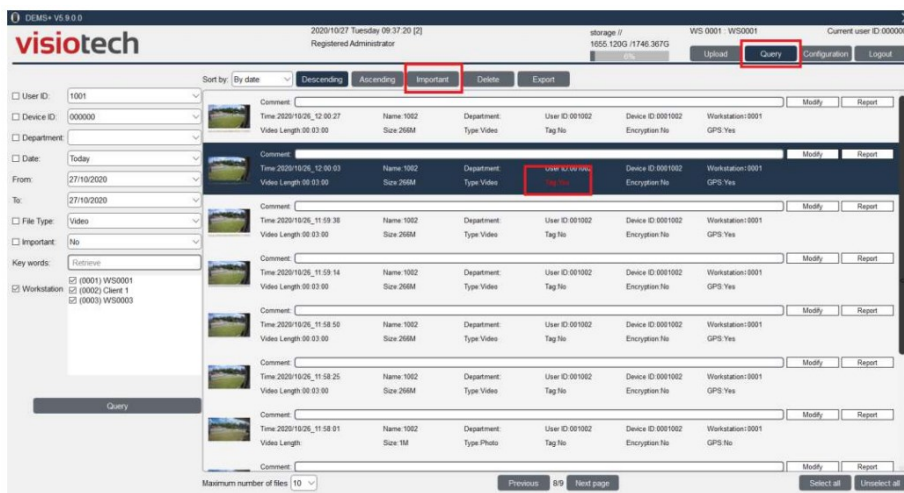 DEMS+ V5.9.0.0
visiotech
2020/10/27 Tuesday 09:37:20 [2]
Registered Administrator
storage //
1655.120G /1746.367G
WS 0001 : WS0001
Current user ID:00000
Upload Query Configuration Logout
Sort by: By date Descending Ascending Important Delete Export
User ID: 1001
Device ID: 000000
Department:
Date: Today
From: 27/10/2020
To: 27/10/2020
File Type: Video
Important: No
Key words: Retrieve
Workstation
(0001) WS0001
(0002) Client 1
(0003) WS0003
Query
Comment: Modify Report
Time:2020/10/26_12:00:27 Name:1002 Department: User ID:001002 Device ID:0001002 Workstation:0001
Video Length:00:03:00 Size:266M Type:Video Tag:No Encryption:No GPS:Yes
Comment: Modify Report
Time:2020/10/26_12:00:03 Name:1002 Department: User ID:001002 Device ID:0001002 Workstation:0001
Video Length:00:03:00 Size:266M Type:Video Tag:Yes Encryption:No GPS:Yes
Comment: Modify Report
Time:2020/10/26_11:59:38 Name:1002 Department: User ID:001002 Device ID:0001002 Workstation:0001
Video Length:00:03:00 Size:266M Type:Video Tag:No Encryption:No GPS:Yes
Comment: Modify Report
Time:2020/10/26_11:59:14 Name:1002 Department: User ID:001002 Device ID:0001002 Workstation:0001
Video Length:00:03:00 Size:266M Type:Video Tag:No Encryption:No GPS:Yes
Comment: Modify Report
Time:2020/10/26_11:58:50 Name:1002 Department: User ID:001002 Device ID:0001002 Workstation:0001
Video Length:00:03:00 Size:266M Type:Video Tag:No Encryption:No GPS:Yes
Comment: Modify Report
Time:2020/10/26_11:58:25 Name:1002 Department: User ID:001002 Device ID:0001002 Workstation:0001
Video Length:00:03:00 Size:266M Type:Video Tag:No Encryption:No GPS:Yes
Comment: Modify Report
Time:2020/10/26_11:58:01 Name:1002 Department: User ID:001002 Device ID:0001002 Workstation:0001
Video Length: Size:1M Type:Photo Tag:No Encryption:No GPS:No
Comment: Modify Report
Maximum number of files 10 Previous 8/9 Next page Select all Unselect all